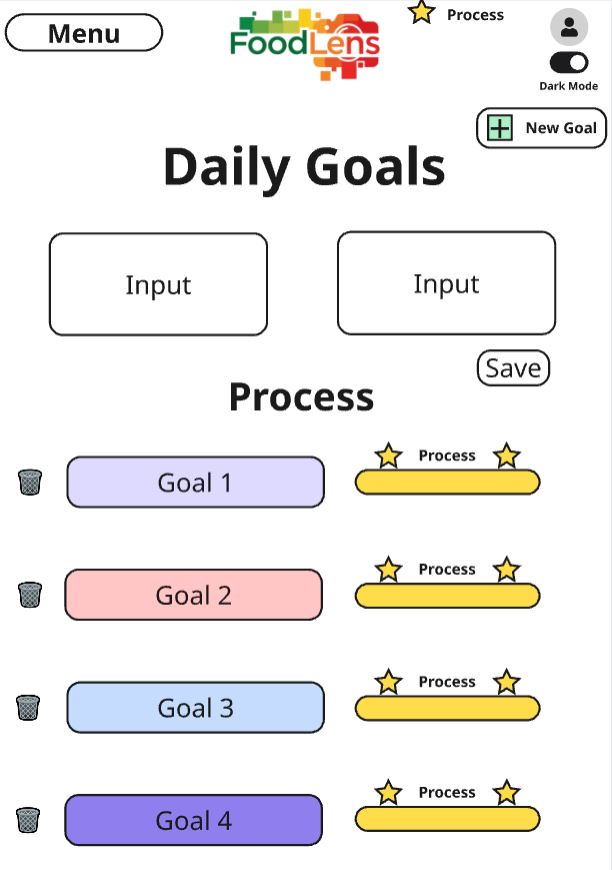 Menu
FoodLens
Process
Dark Mode
New Goal
Daily Goals
Input
Input
Save
Process
Goal 1
Process
Goal 2
Process
Goal 3
Process
Goal 4
Process